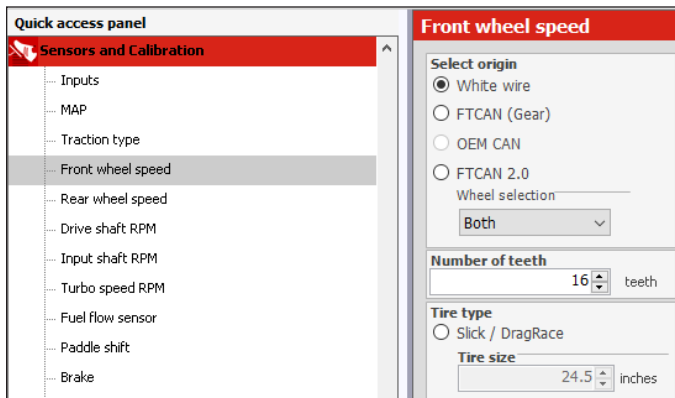 Quick access panel
Sensors and Calibration
Inputs
MAP
Traction type
Front wheel speed
Rear wheel speed
Drive shaft RPM
Input shaft RPM
Turbo speed RPM
Fuel flow sensor
Paddle shift
Brake
Front wheel speed
Select origin
White wire
FTCAN (Gear)
OEM CAN
FTCAN 2.0
Wheel selection
Both
Number of teeth
16 teeth
Tire type
Slick / DragRace
Tire size
24.5 inches